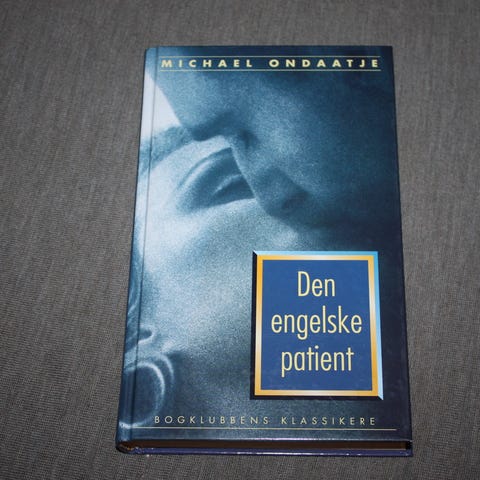 MICHAEL ONDAATJE
Den
engelske
patient
BOGKLUBBENS KLASSIKERE